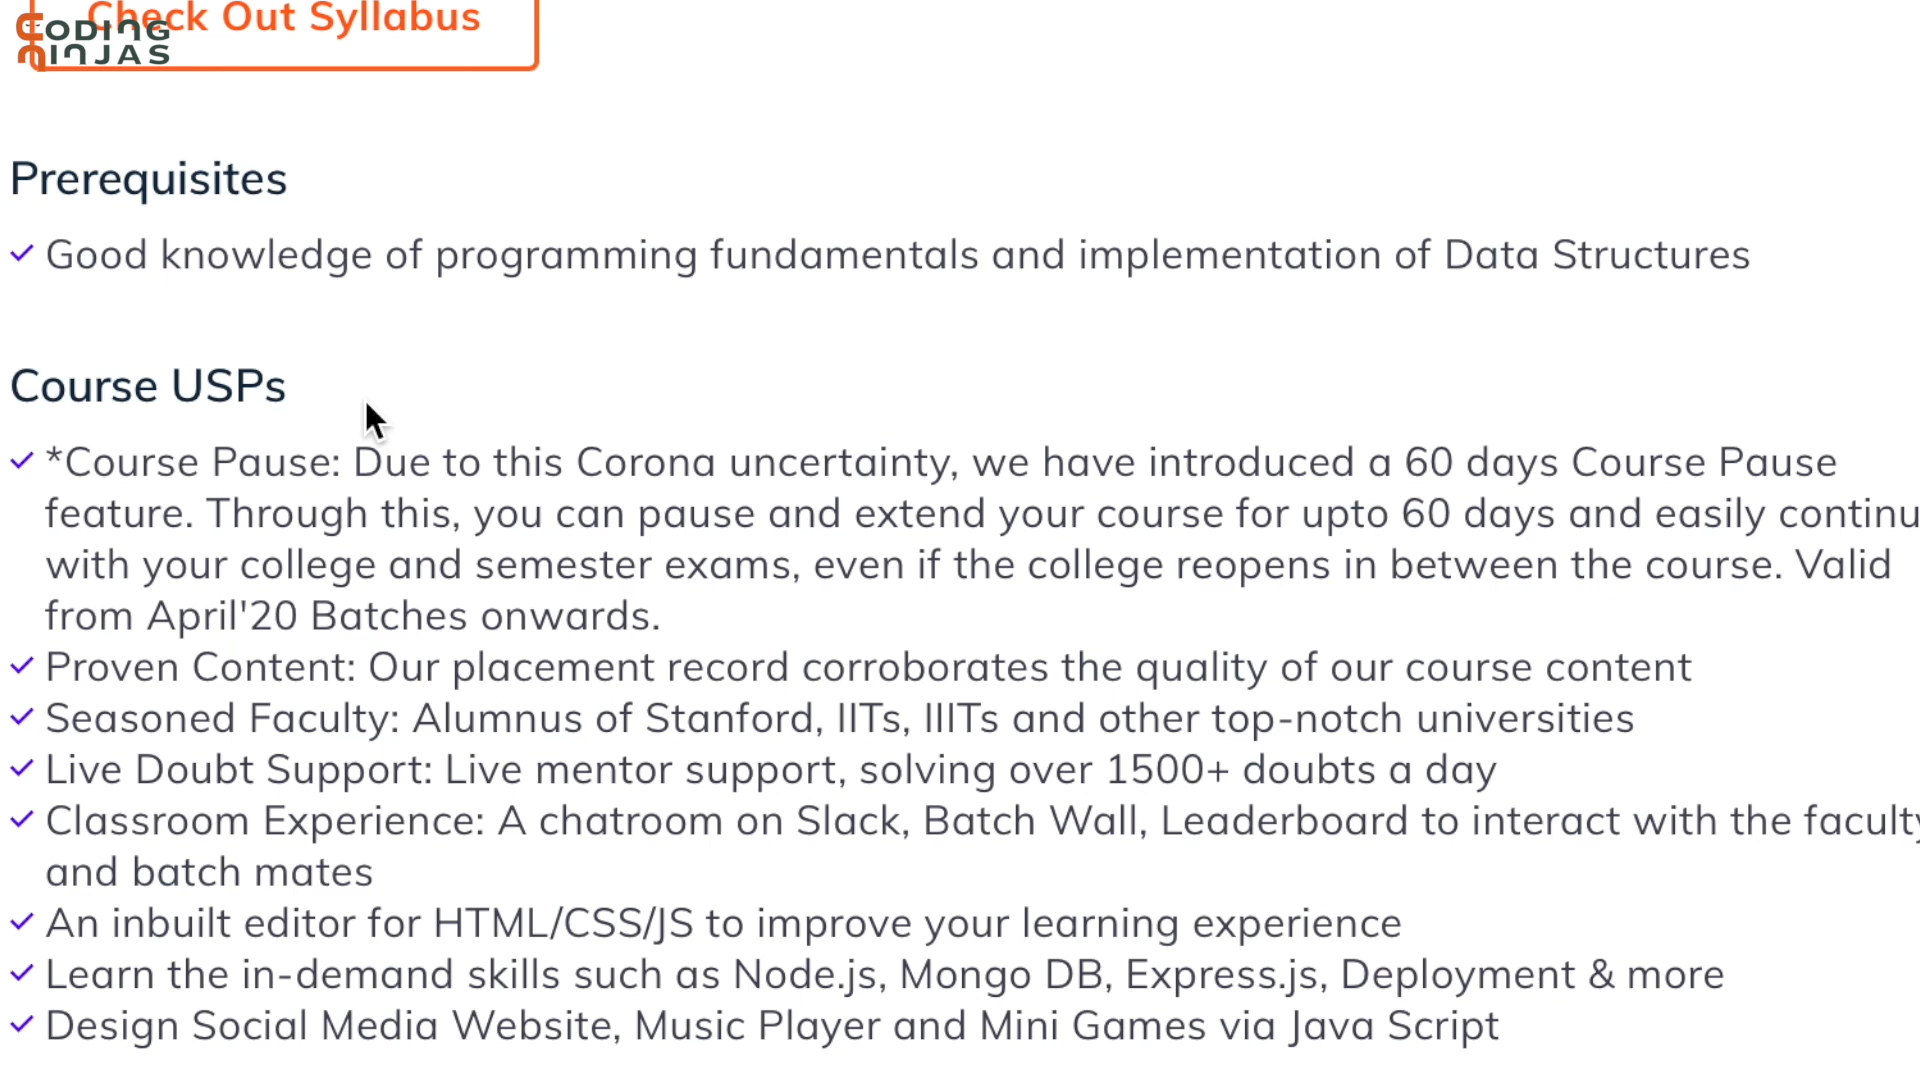 Check Out Syllabus
CODING
NINJAS
Prerequisites
Good knowledge of programming fundamentals and implementation of Data Structures
Course USPs
*Course Pause: Due to this Corona uncertainty, we have introduced a 60 days Course Pause
feature. Through this, you can pause and extend your course for upto 60 days and easily continu
with your college and semester exams, even if the college reopens in between the course. Valid
from April'20 Batches onwards.
Proven Content: Our placement record corroborates the quality of our course content
Seasoned Faculty: Alumnus of Stanford, IITs, IIITs and other top-notch universities
Live Doubt Support: Live mentor support, solving over 1500+ doubts a day
Classroom Experience: A chatroom on Slack, Batch Wall, Leaderboard to interact with the faculty
and batch mates
An inbuilt editor for HTML/CSS/JS to improve your learning experience
Learn the in-demand skills such as Node.js, Mongo DB, Express.js, Deployment & more
Design Social Media Website, Music Player and Mini Games via Java Script